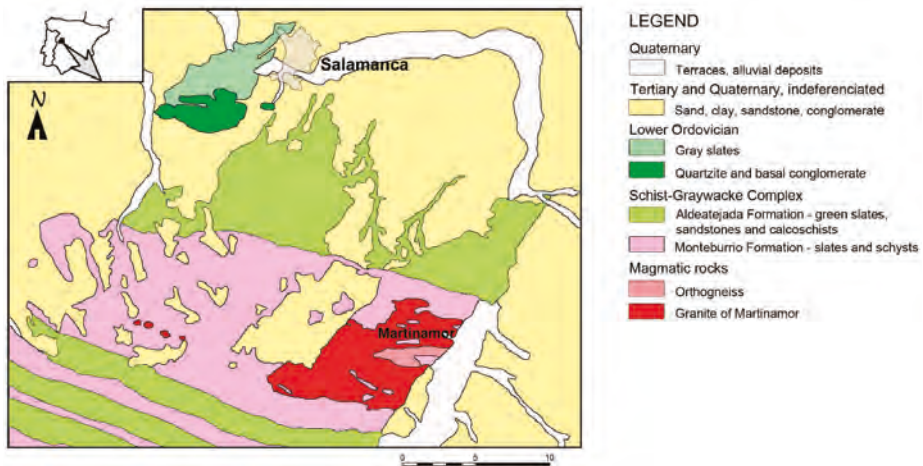 N
Salamanca
Martinamor
0 5 10
LEGEND
Quaternary
Terraces, alluvial deposits
Tertiary and Quaternary, indeferenciated
Sand, clay, sandstone, conglomerate
Lower Ordovician
Gray slates
Quartzite and basal conglomerate
Schist-Graywacke Complex
Aldeatejada Formation - green slates,
sandstones and calcoschists
Monteburrio Formation - slates and schysts
Magmatic rocks
Orthogneiss
Granite of Martinamor